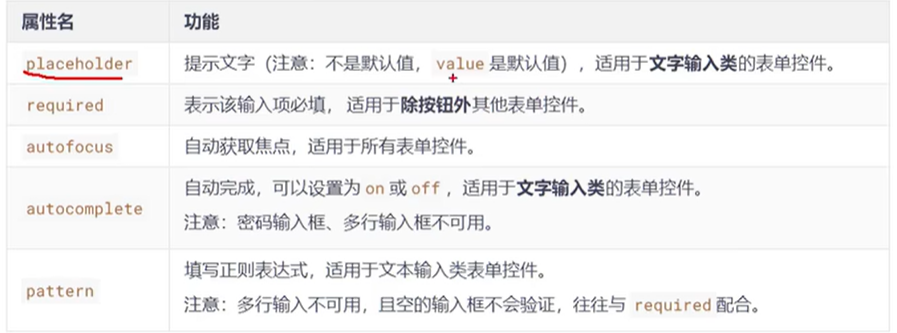 属性名 功能
placeholder 提示文字（注意：不是默认值，value 是默认值），适用于文字输入类的表单控件。
required 表示该输入项必填，适用于除按钮外其他表单控件。
autofocus 自动获取焦点，适用于所有表单控件。
autocomplete 自动完成，可以设置为 on 或 off ，适用于文字输入类的表单控件。
注意：密码输入框、多行输入框不可用。
pattern 填写正则表达式，适用于文本输入类表单控件。
注意：多行输入不可用，且空的输入框不会验证，往往与 required 配合。